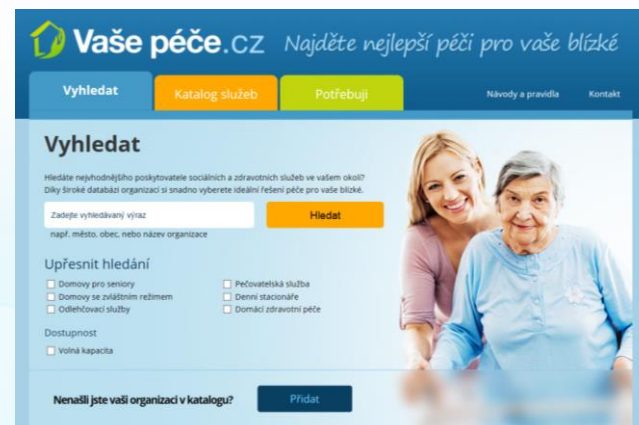 Vaše péče.cz Najděte nejlepší péči pro vaše blízké
Vyhledat Katalog služeb Potřebuji Návody a pravidla Kontakt
Vyhledat
Hledáte nejvhodnějšího poskytovatele sociálních a zdravotních služeb ve vašem okolí?
Díky široké databázi organizací si snadno vyberete ideální řešení péče pro vaše blízké.
Zadejte vyhledávaný výraz Hledat
např. město, obec, nebo název organizace
Upřesnit hledání
Domovy pro seniory Pečovatelská služba
Domovy se zvláštním režimem Denní stacionáře
Odlehčovací služby Domácí zdravotní péče
Dostupnost
Volná kapacita
Nenašli jste vaši organizaci v katalogu? Přidat